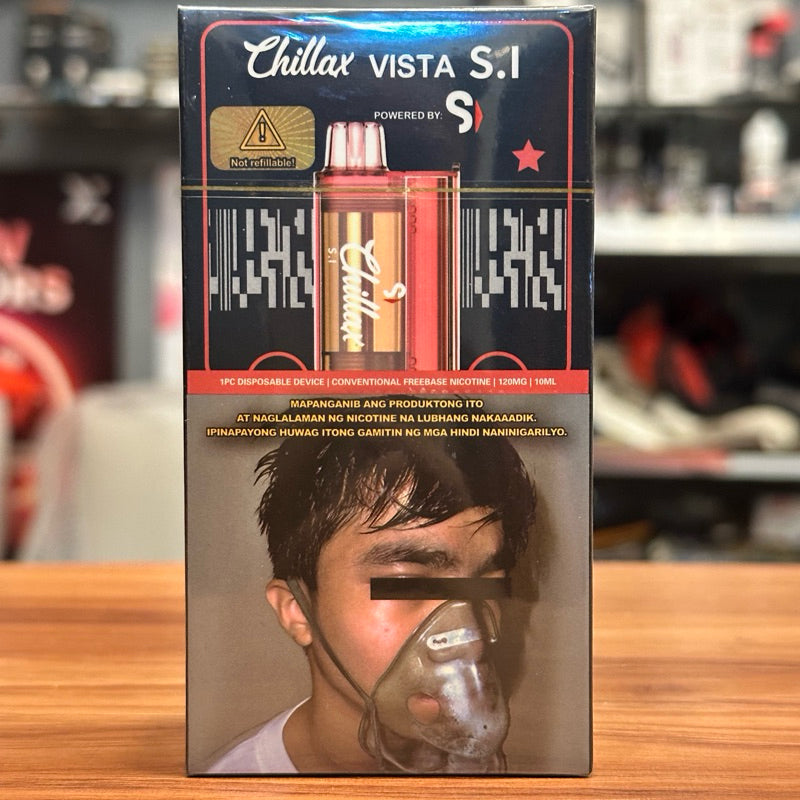 Chillax VISTA S.I
POWERED BY: S
Not refillable!
Chillax
S.I
1PC DISPOSABLE DEVICE | CONVENTIONAL FREEBASE NICOTINE | 120MG | 10ML
MAPANGANIB ANG PRODUKTONG ITO
AT NAGLALAMAN NG NICOTINE NA LUBHANG NAKAAADIK.
IPINAPAYONG HUWAG ITONG GAMITIN NG MGA HINDI NANINIGARILYO.